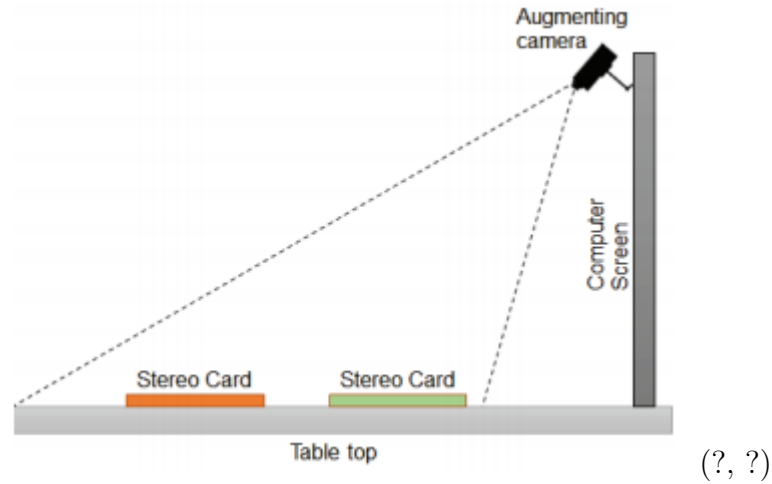 Augmenting
camera
Computer
Screen
Stereo Card Stereo Card
Table top
(?, ?)